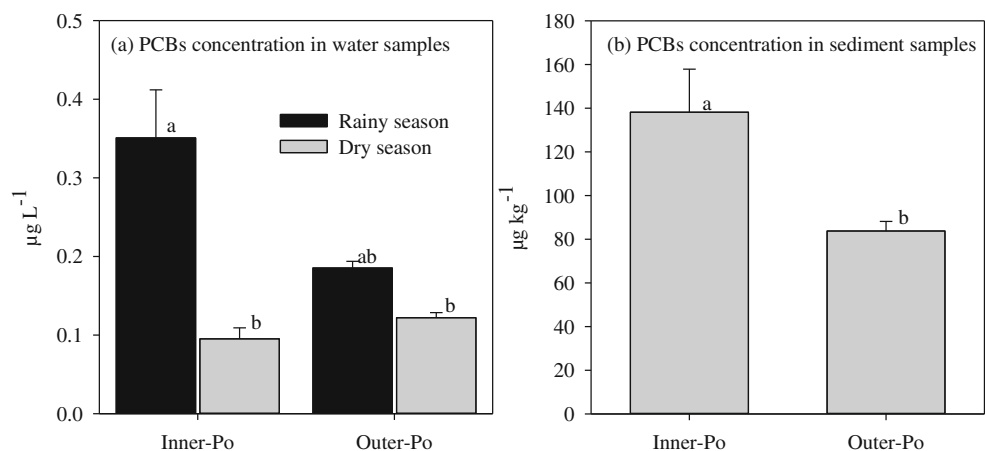 (a) PCBs concentration in water samples
µg L⁻¹
0.5
0.4
0.3
0.2
0.1
0.0
a
b
ab
b
Rainy season
Dry season
Inner-Po
Outer-Po
(b) PCBs concentration in sediment samples
µg kg⁻¹
180
160
140
120
100
80
60
40
20
0
a
b
Inner-Po
Outer-Po